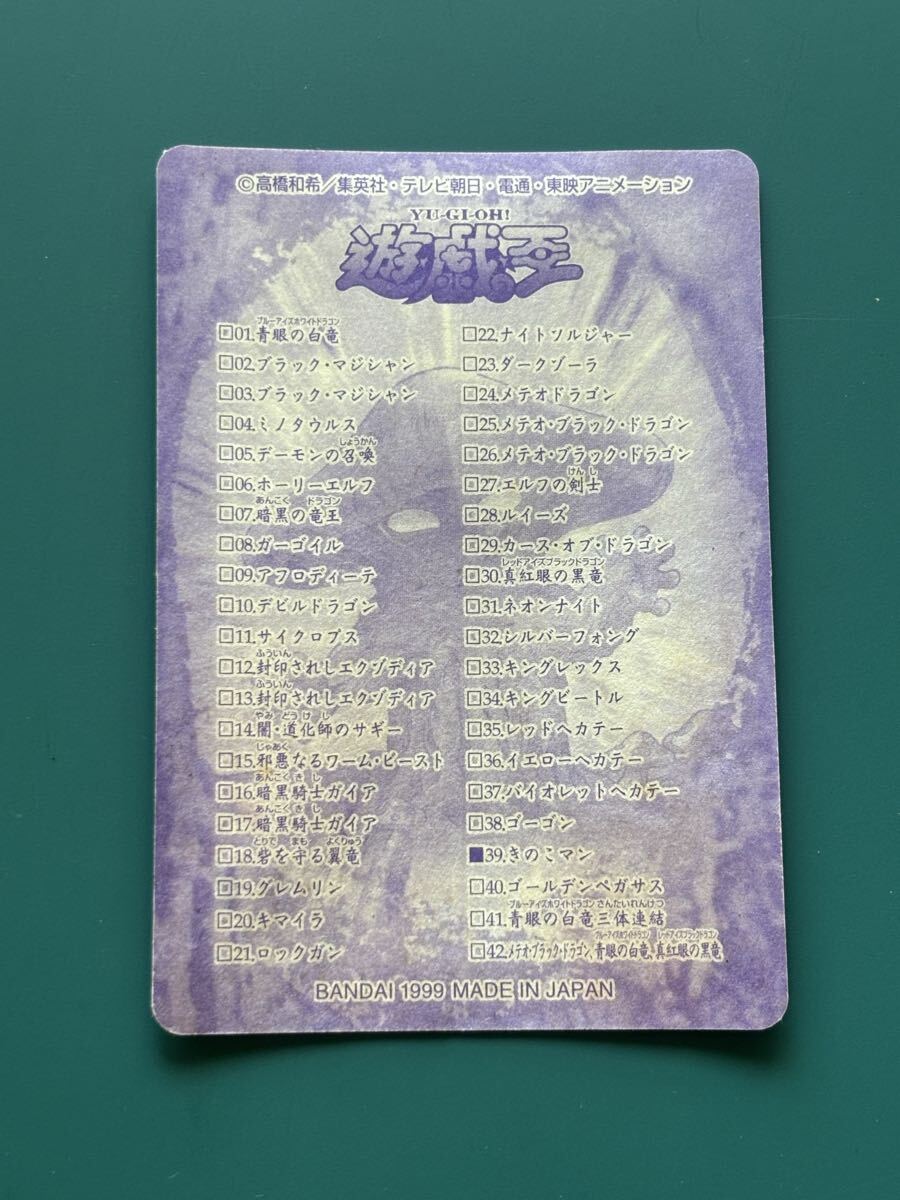 ©高橋和希／集英社・テレビ朝日・電通・東映アニメーション
YU-GI-OH!
遊戯王
ブルーアイズホワイトドラゴン
□01.青眼の白竜
□02.ブラック・マジシャン
□03.ブラック・マジシャン
□04.ミノタウルス
しょうかん
□05.デーモンの召喚
□06.ホーリーエルフ
あんこく ドラゴン
□07.暗黒の竜王
□08.ガーゴイル
□09.アフロディーテ
□10.デビルドラゴン
□11.サイクロプス
ふういん
□12.封印されしエクゾディア
ふういん
□13.封印されしエクゾディア
やみ どうけし
□14.闇・道化師のサギー
じゃあく
□15.邪悪なるワーム・ビースト
あんこくきし
□16.暗黒騎士ガイア
あんこくきし
□17.暗黒騎士ガイア
とりで まも よくりゅう
□18.砦を守る翼竜
□19.グレムリン
□20.キマイラ
□21.ロックガン
□22.ナイトソルジャー
□23.ダークゾーラ
□24.メテオドラゴン
□25.メテオ・ブラック・ドラゴン
□26.メテオ・ブラック・ドラゴン
けんし
□27.エルフの剣士
□28.ルイーズ
□29.カース・オブ・ドラゴン
レッドアイズブラックドラゴン
□30.真紅眼の黒竜
□31.ネオンナイト
□32.シルバーフォング
□33.キングレックス
□34.キングビートル
□35.レッドヘカテー
□36.イエローヘカテー
□37.バイオレットヘカテー
□38.ゴーゴン
■39.きのこマン
□40.ゴールデンペガサス
ブルーアイズホワイトドラゴン さんたいれんけつ
□41.青眼の白竜三体連結
ブルーアイズホワイトドラゴン レッドアイズブラックドラゴン
□42.メテオ・ブラック・ドラゴン、青眼の白竜、真紅眼の黒竜
BANDAI 1999 MADE IN JAPAN